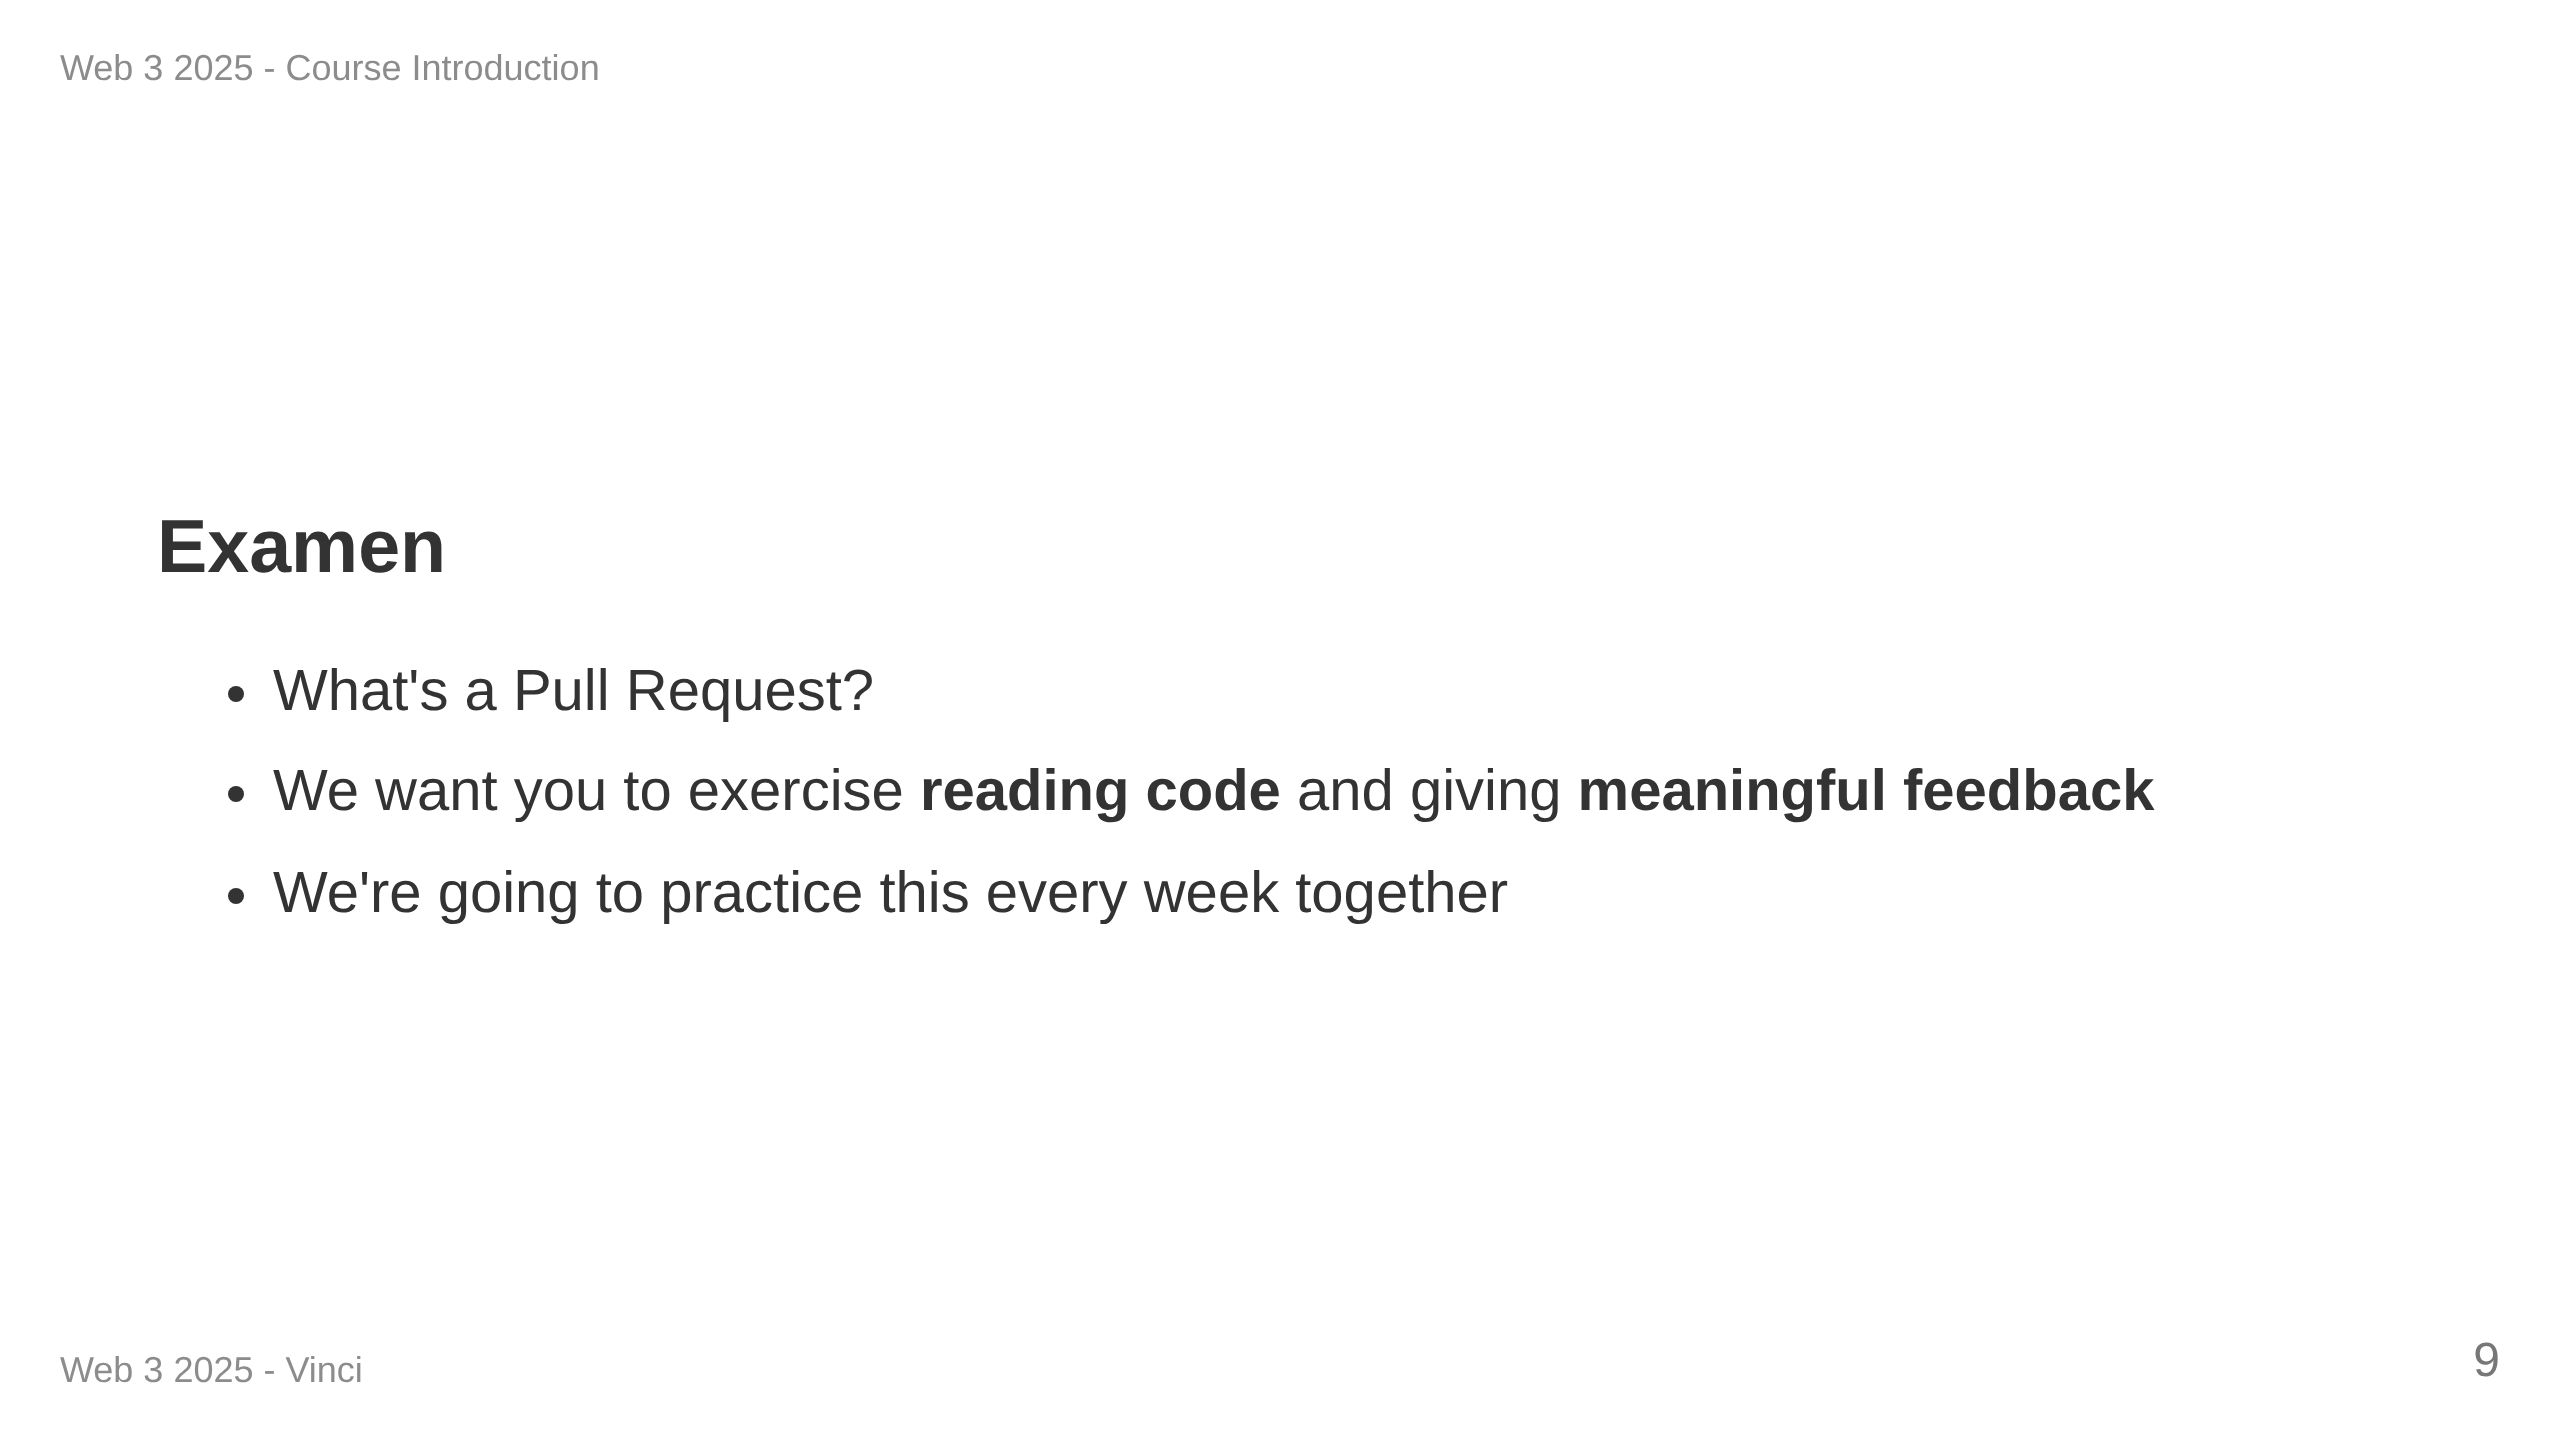 Web 3 2025 - Course Introduction
Examen
• What's a Pull Request?
• We want you to exercise reading code and giving meaningful feedback
• We're going to practice this every week together
Web 3 2025 - Vinci
9